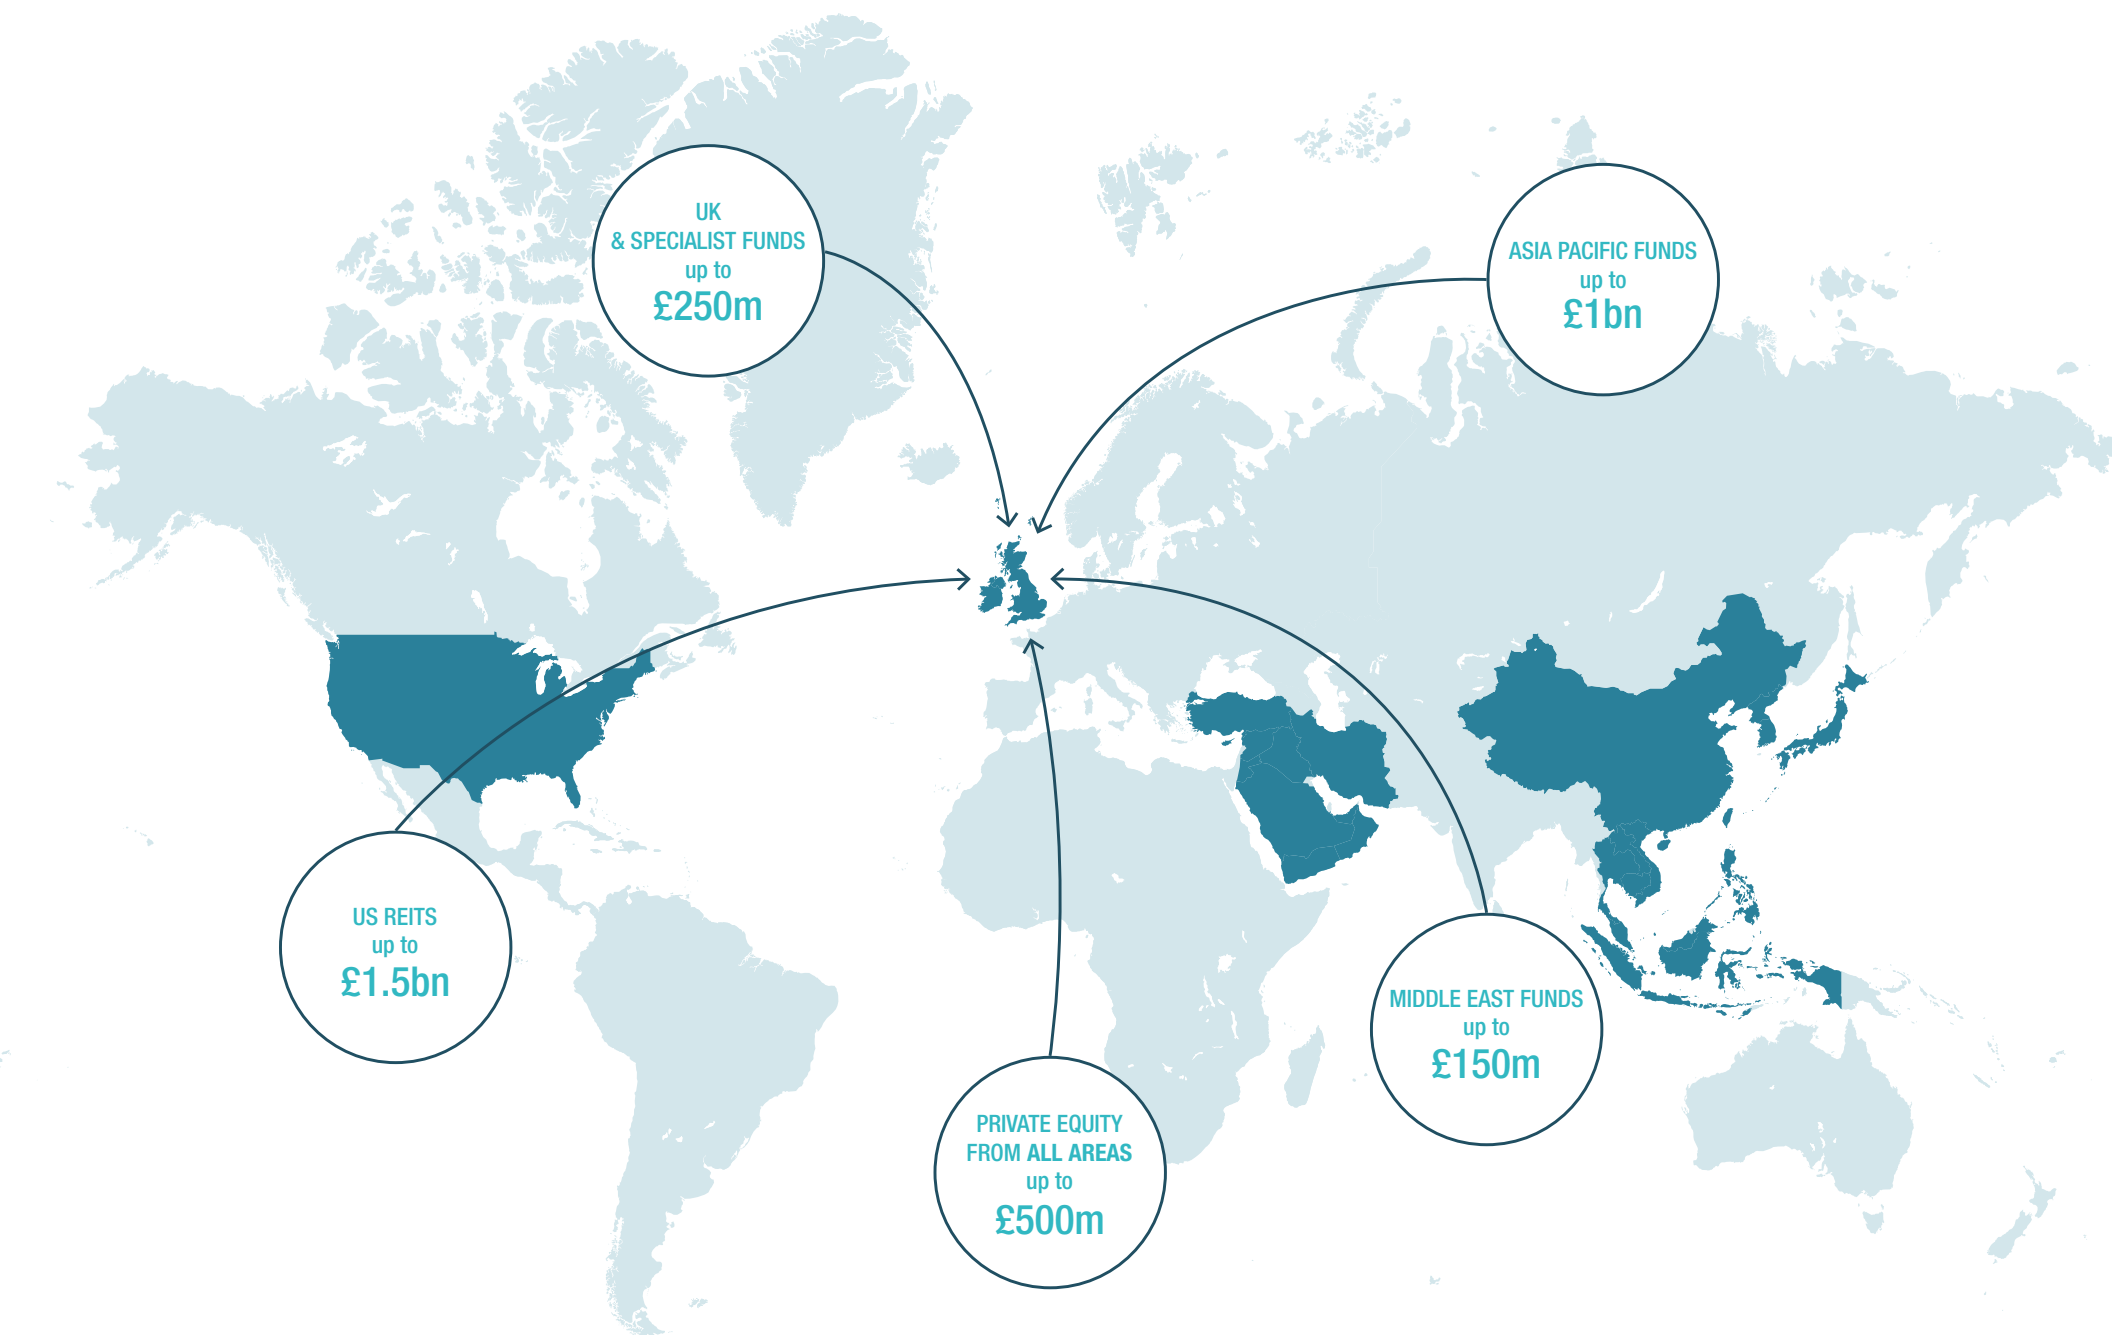 UK
& SPECIALIST FUNDS
up to
£250m
ASIA PACIFIC FUNDS
up to
£1bn
US REITS
up to
£1.5bn
MIDDLE EAST FUNDS
up to
£150m
PRIVATE EQUITY
FROM ALL AREAS
up to
£500m